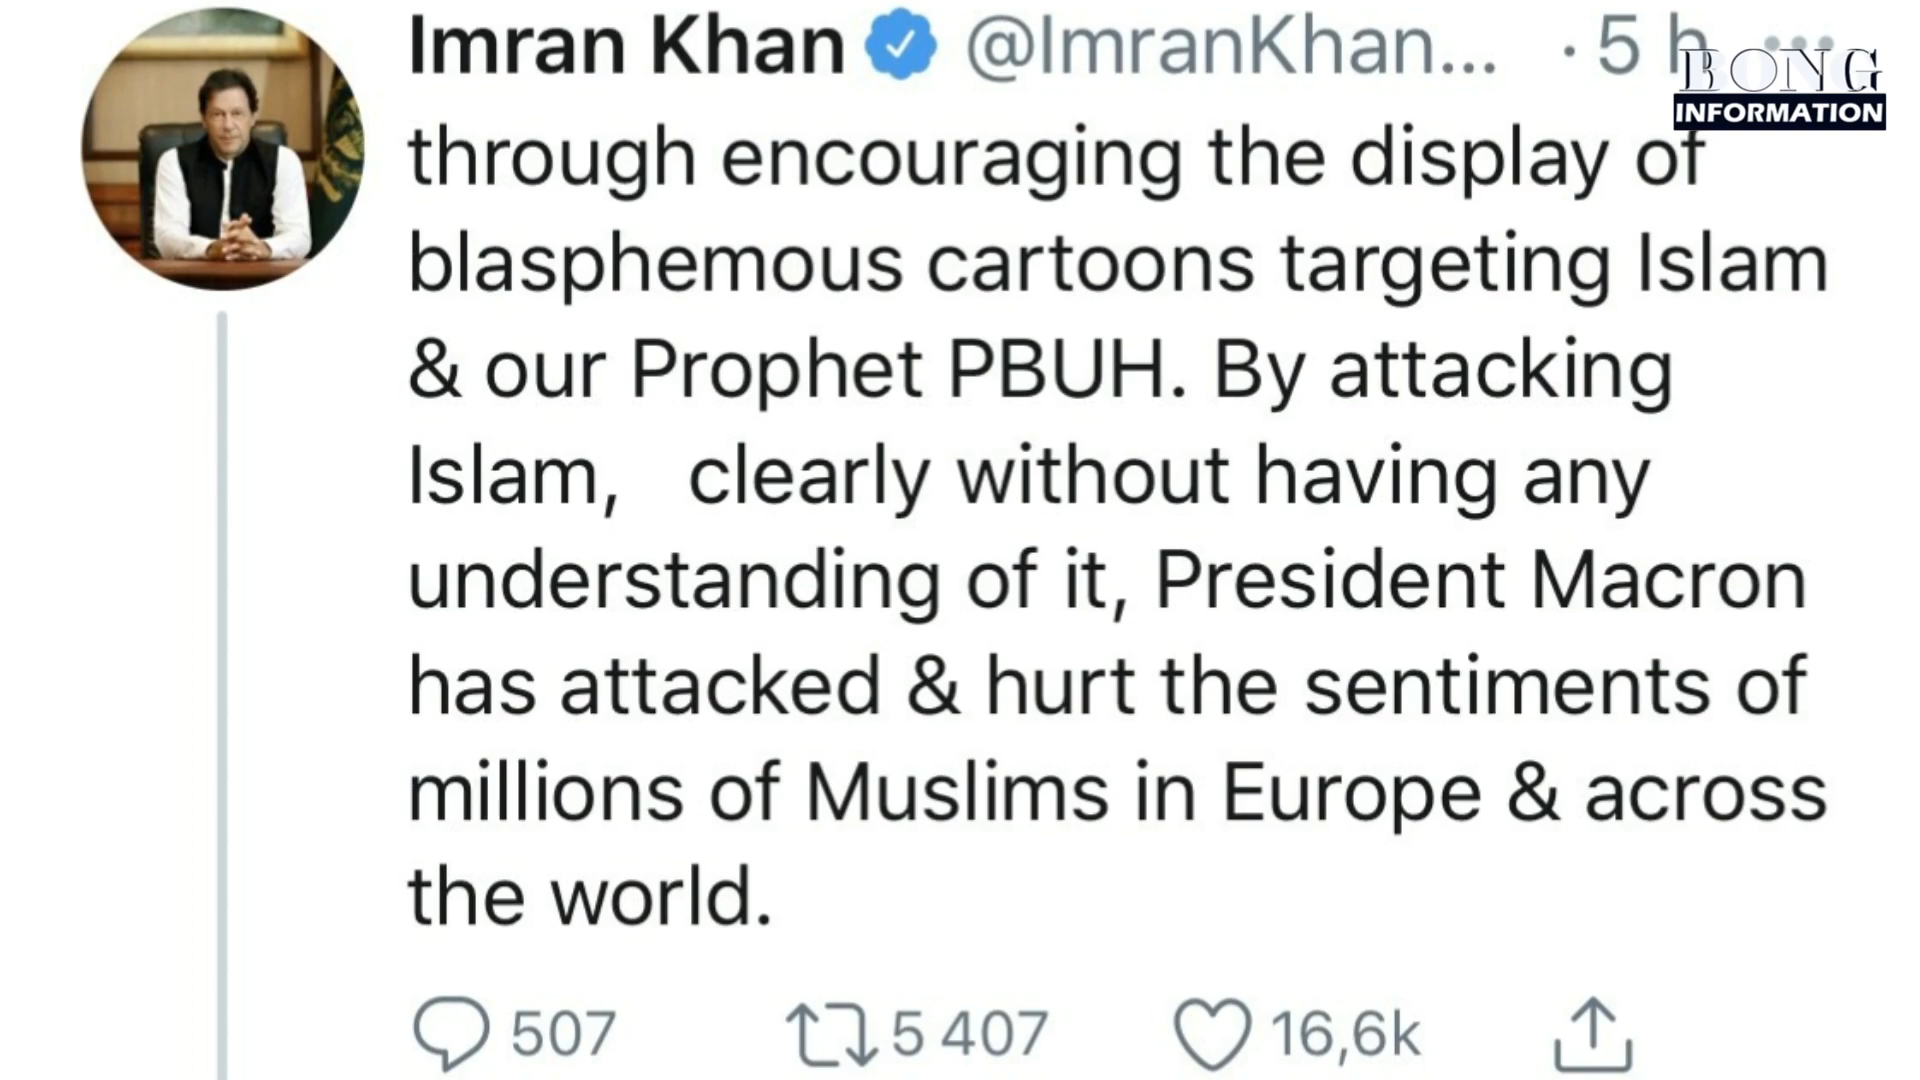 Imran Khan @ImranKhan... · 5 h
BONG
INFORMATION
through encouraging the display of
blasphemous cartoons targeting Islam
& our Prophet PBUH. By attacking
Islam, clearly without having any
understanding of it, President Macron
has attacked & hurt the sentiments of
millions of Muslims in Europe & across
the world.
507 5 407 16,6k